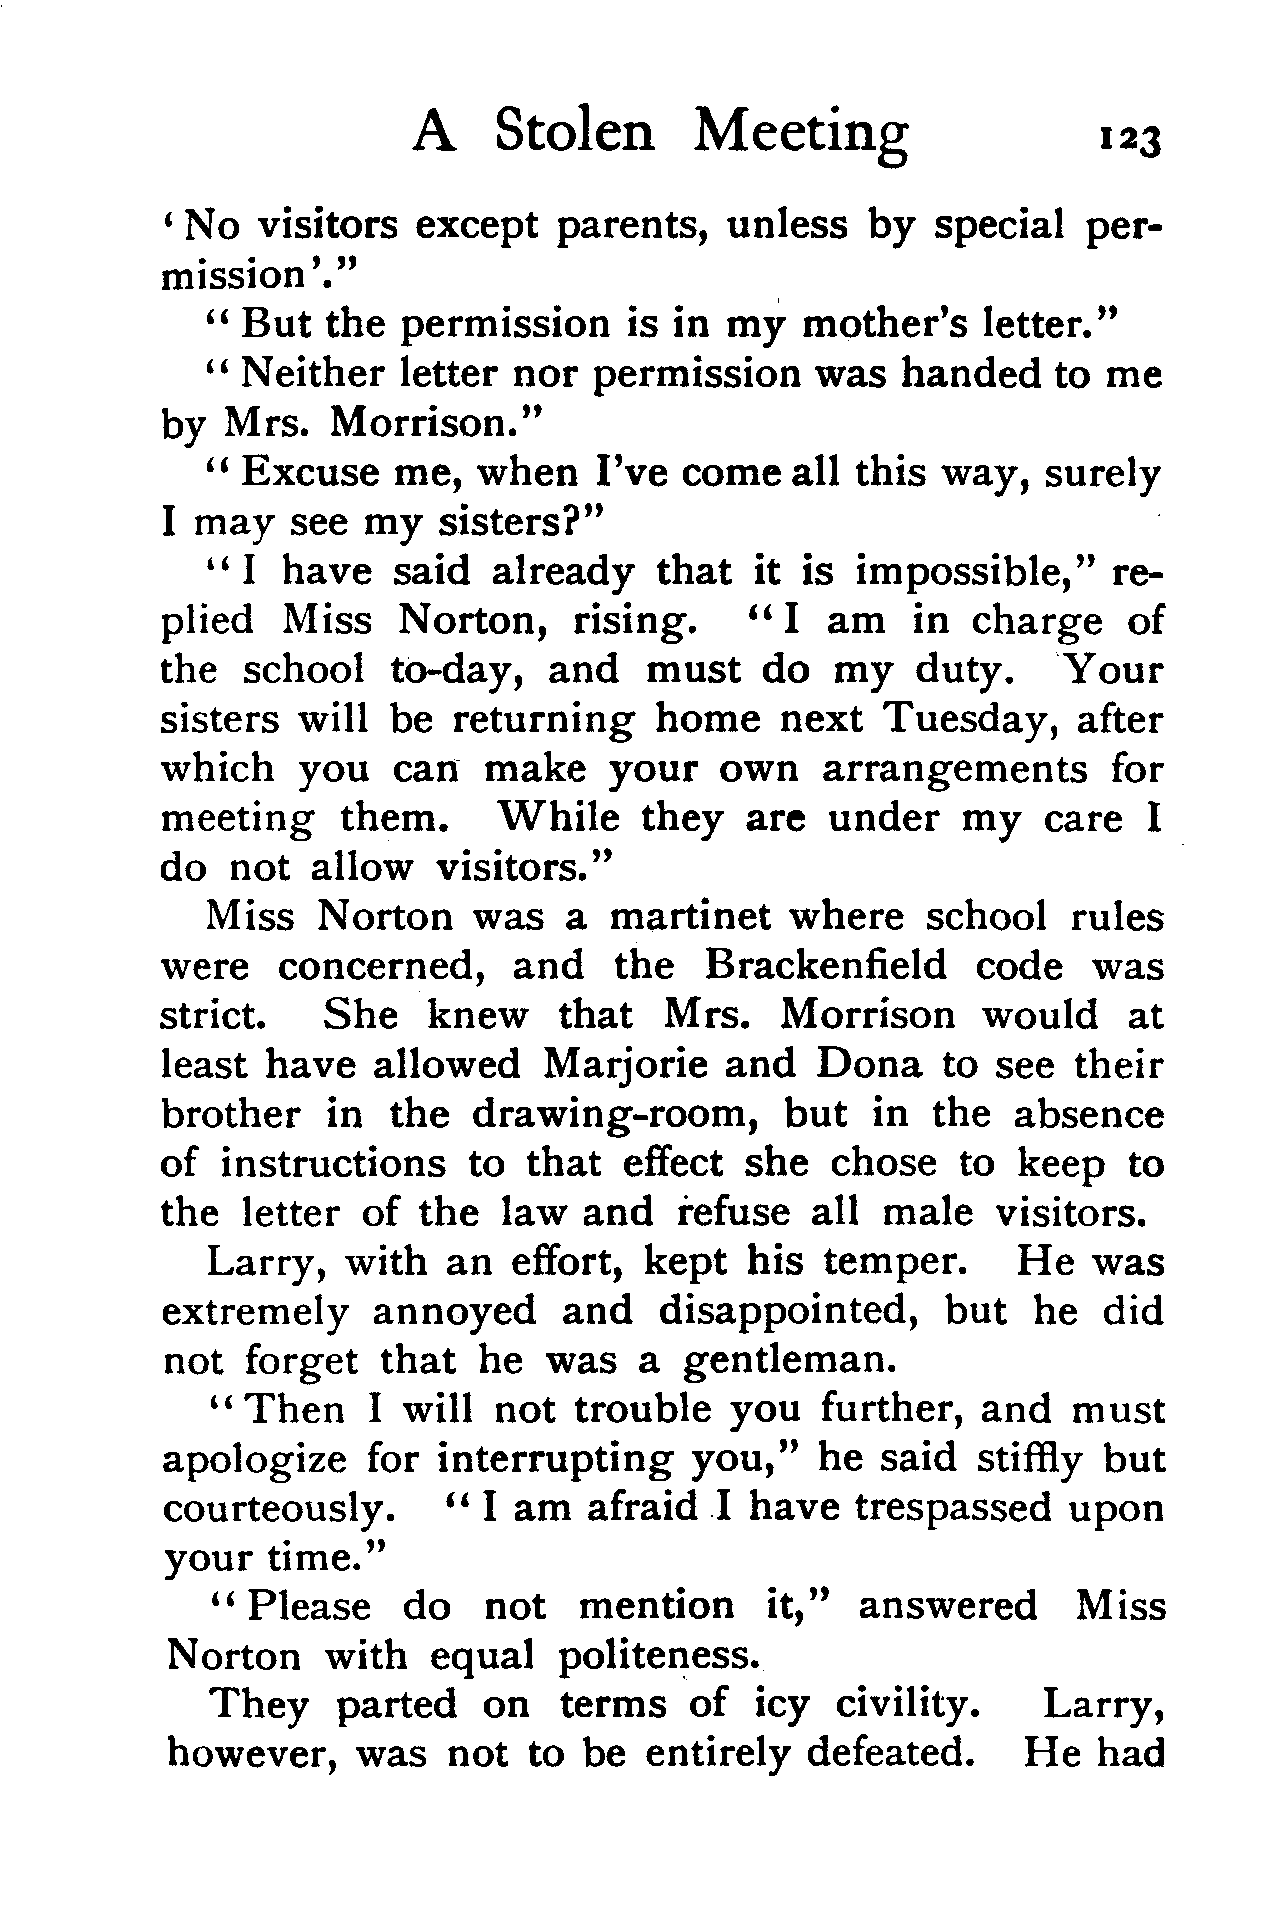 A Stolen Meeting 123
‘ No visitors except parents, unless by special per-
mission ’.”
“ But the permission is in my mother’s letter.”
“ Neither letter nor permission was handed to me
by Mrs. Morrison.”
“ Excuse me, when I’ve come all this way, surely
I may see my sisters?”
“ I have said already that it is impossible,” re-
plied Miss Norton, rising. “ I am in charge of
the school to-day, and must do my duty. Your
sisters will be returning home next Tuesday, after
which you can make your own arrangements for
meeting them. While they are under my care I
do not allow visitors.”
Miss Norton was a martinet where school rules
were concerned, and the Brackenfield code was
strict. She knew that Mrs. Morrison would at
least have allowed Marjorie and Dona to see their
brother in the drawing-room, but in the absence
of instructions to that effect she chose to keep to
the letter of the law and refuse all male visitors.
Larry, with an effort, kept his temper. He was
extremely annoyed and disappointed, but he did
not forget that he was a gentleman.
“ Then I will not trouble you further, and must
apologize for interrupting you,” he said stiffly but
courteously. “ I am afraid I have trespassed upon
your time.”
“ Please do not mention it,” answered Miss
Norton with equal politeness.
They parted on terms of icy civility. Larry,
however, was not to be entirely defeated. He had